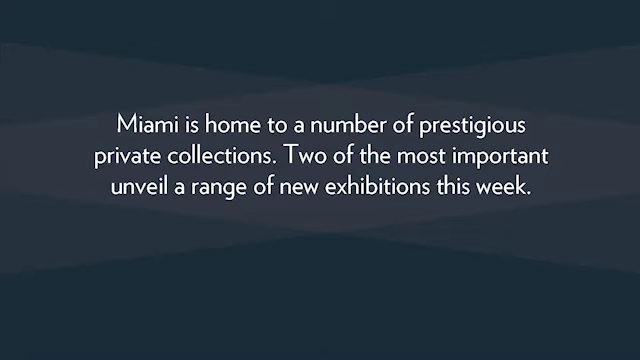 Miami is home to a number of prestigious
private collections. Two of the most important
unveil a range of new exhibitions this week.